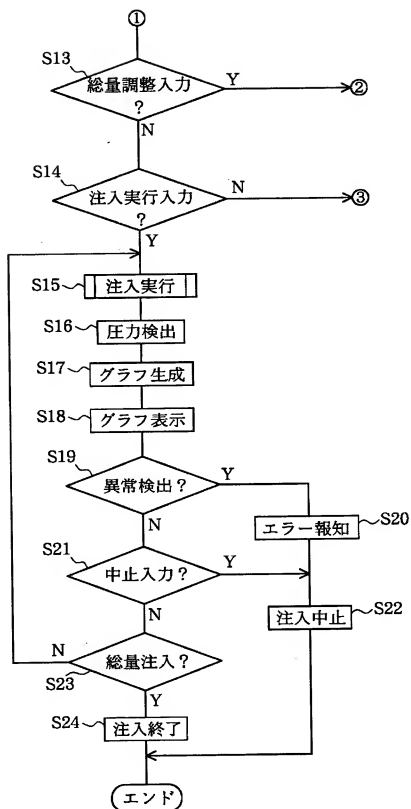 ①
S13
総量調整入力
?
Y
②
N
S14
注入実行入力
?
N
③
Y
S15
注入実行
S16
圧力検出
S17
グラフ生成
S18
グラフ表示
S19
異常検出?
Y
N
エラー報知
S20
S21
中止入力?
Y
N
注入中止
S22
N
総量注入?
S23
Y
S24
注入終了
エンド